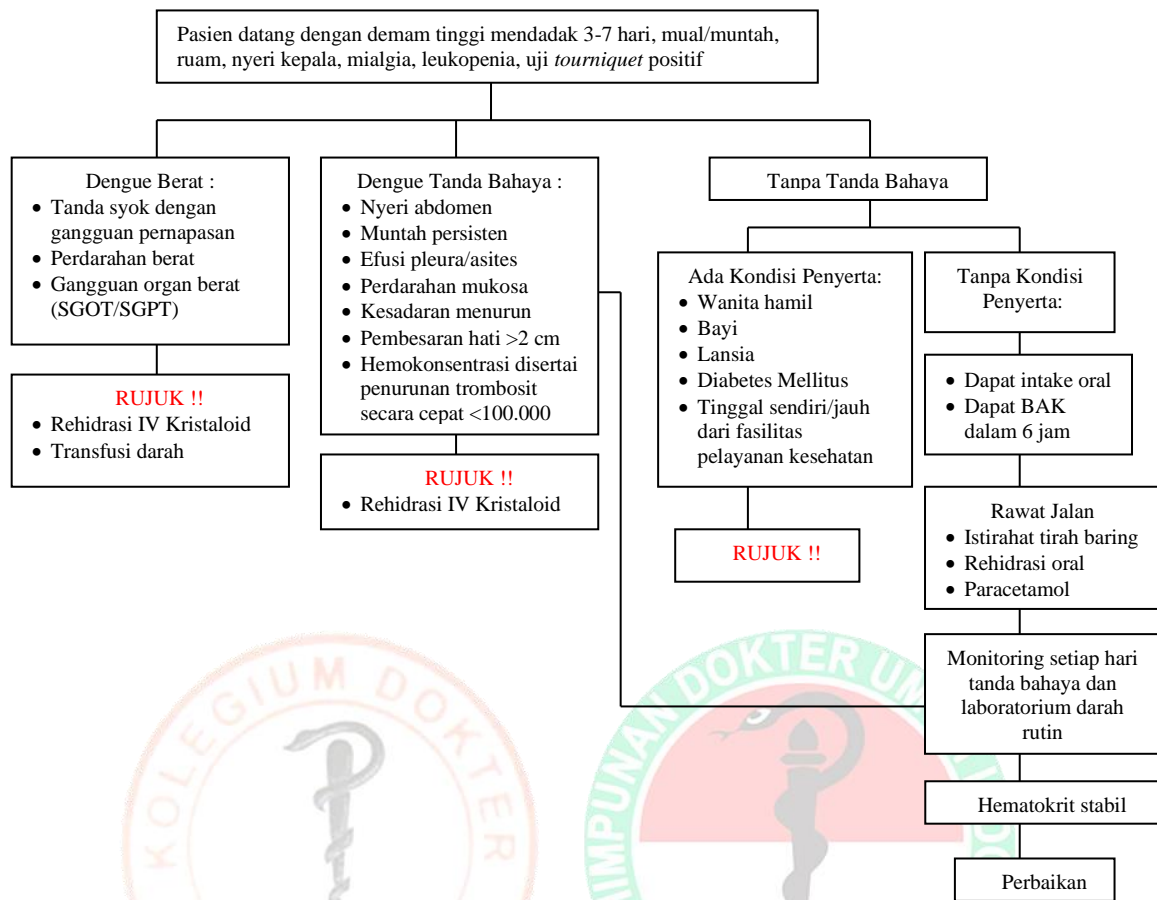 Pasien datang dengan demam tinggi mendadak 3-7 hari, mual/muntah,
ruam, nyeri kepala, mialgia, leukopenia, uji tourniquet positif
Dengue Berat :
• Tanda syok dengan
gangguan pernapasan
• Perdarahan berat
• Gangguan organ berat
(SGOT/SGPT)
RUJUK !!
• Rehidrasi IV Kristaloid
• Transfusi darah
Dengue Tanda Bahaya :
• Nyeri abdomen
• Muntah persisten
• Efusi pleura/asites
• Perdarahan mukosa
• Kesadaran menurun
• Pembesaran hati >2 cm
• Hemokonsentrasi disertai
penurunan trombosit
secara cepat <100.000
RUJUK !!
• Rehidrasi IV Kristaloid
Tanpa Tanda Bahaya
Ada Kondisi Penyerta:
• Wanita hamil
• Bayi
• Lansia
• Diabetes Mellitus
• Tinggal sendiri/jauh
dari fasilitas
pelayanan kesehatan
RUJUK !!
Tanpa Kondisi
Penyerta:
• Dapat intake oral
• Dapat BAK
dalam 6 jam
Rawat Jalan
• Istirahat tirah baring
• Rehidrasi oral
• Paracetamol
Monitoring setiap hari
tanda bahaya dan
laboratorium darah
rutin
Hematokrit stabil
Perbaikan
KOLEGIUM DOKTER
DOKTER